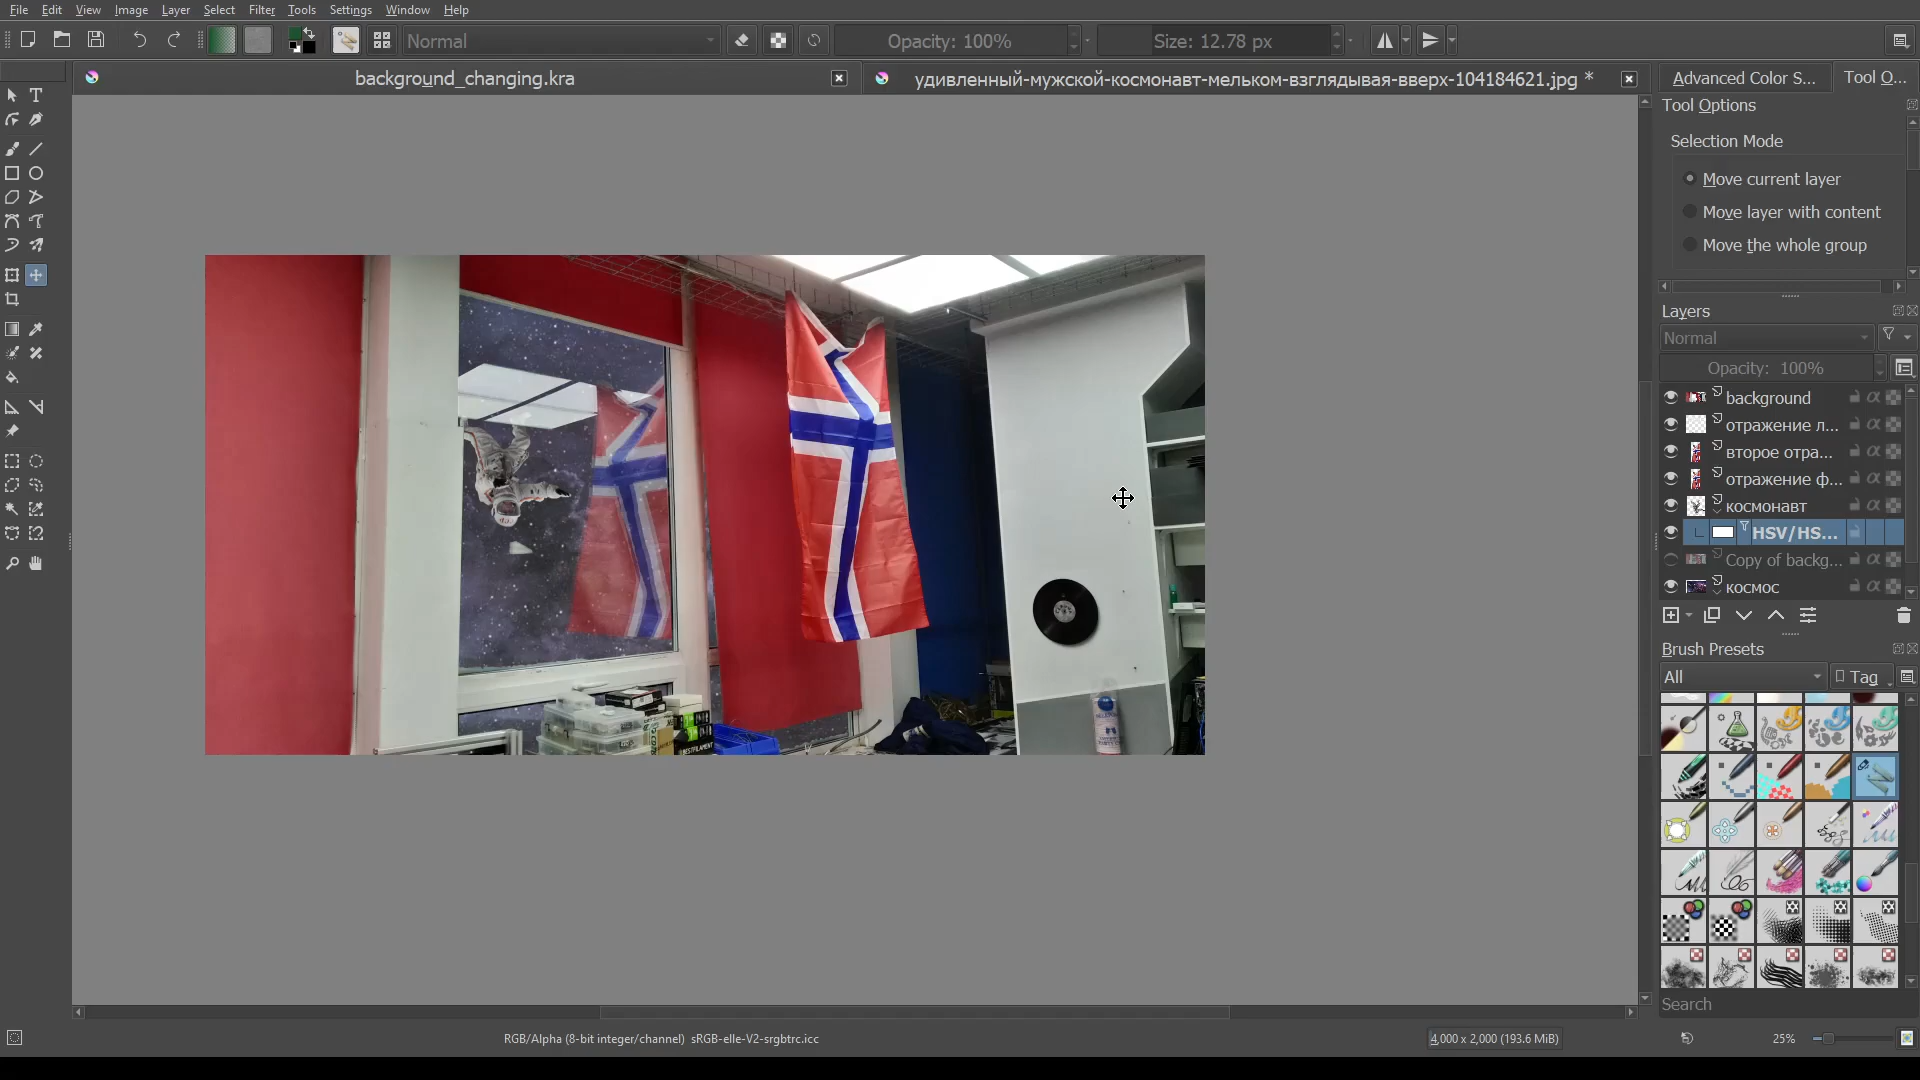 File Edit View Image Layer Select Filter Tools Settings Window Help
Normal
Opacity: 100%
Size: 12.78 px
background_changing.kra
удивленный-мужской-космонавт-мельком-взглядывая-вверх-104184621.jpg *
Advanced Color S...
Tool O...
Tool Options
Selection Mode
Move current layer
Move layer with content
Move the whole group
Layers
Normal
Opacity: 100%
background
отражение л...
второе отра...
отражение ф...
космонавт
HSV/HS...
Copy of backg...
космос
Brush Presets
All
Tag
Search
BESTFILAMENT
RGB/Alpha (8-bit integer/channel) sRGB-elle-V2-srgbtrc.icc
4,000 x 2,000 (193.6 MiB)
25%